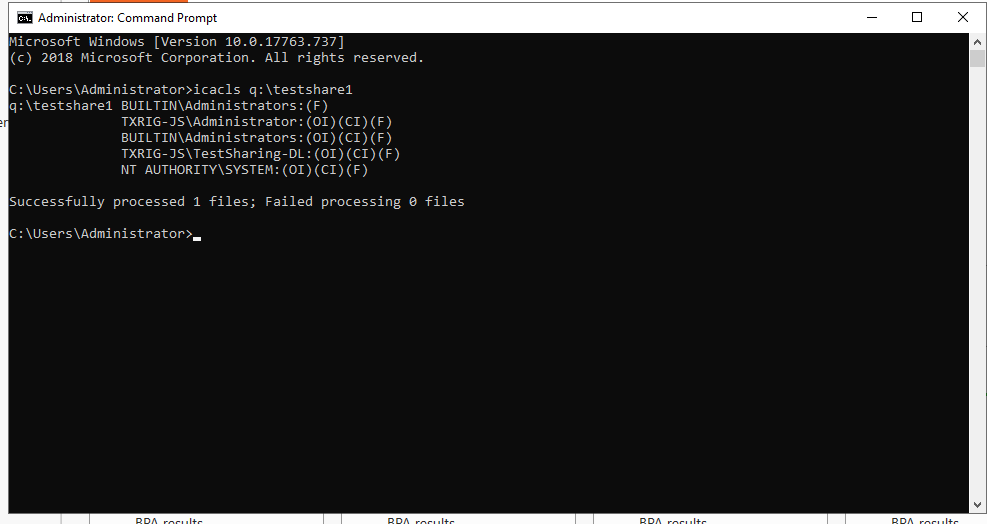 Administrator: Command Prompt
Microsoft Windows [Version 10.0.17763.737]
(c) 2018 Microsoft Corporation. All rights reserved.
C:\Users\Administrator>icacls q:\testshare1
q:\testshare1 BUILTIN\Administrators:(F)
TXRIG-JS\Administrator:(OI)(CI)(F)
BUILTIN\Administrators:(OI)(CI)(F)
TXRIG-JS\TestSharing-DL:(OI)(CI)(F)
NT AUTHORITY\SYSTEM:(OI)(CI)(F)
Successfully processed 1 files; Failed processing 0 files
C:\Users\Administrator>
BPA results BPA results BPA results BPA results